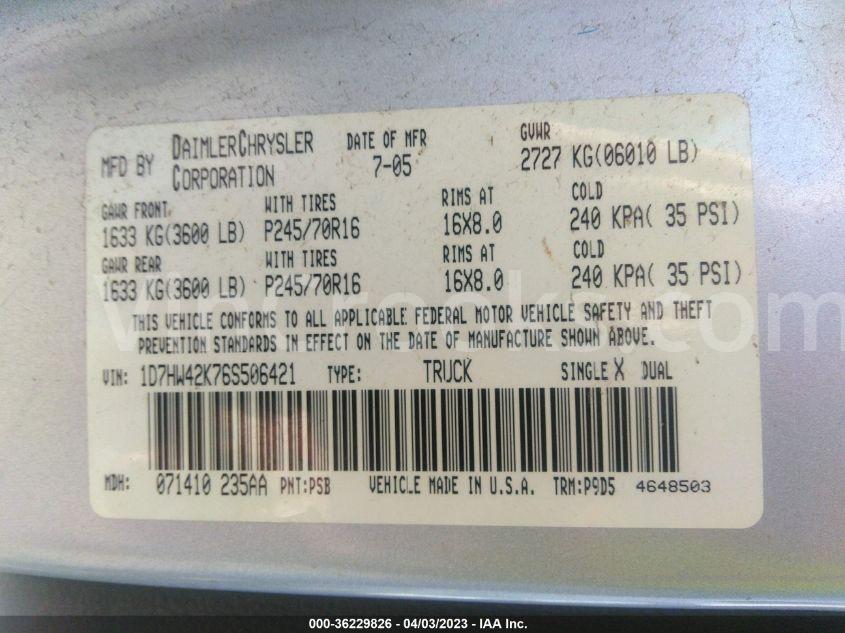 MFD BY DAIMLERCHRYSLER CORPORATION DATE OF MFR 7-05 GVWR 2727 KG(06010 LB)
GAWR FRONT WITH TIRES RIMS AT COLD
1633 KG(3600 LB) P245/70R16 16X8.0 240 KPA( 35 PSI)
GAWR REAR WITH TIRES RIMS AT COLD
1633 KG(3600 LB) P245/70R16 16X8.0 240 KPA( 35 PSI)
THIS VEHICLE CONFORMS TO ALL APPLICABLE FEDERAL MOTOR VEHICLE SAFETY AND THEFT
PREVENTION STANDARDS IN EFFECT ON THE DATE OF MANUFACTURE SHOWN ABOVE.
VIN: 1D7HW42K76S506421 TYPE: TRUCK SINGLE X DUAL
MDH: 071410 235AA PNT:PSB VEHICLE MADE IN U.S.A. TRM:P9D5 4648503
000-36229826 - 04/03/2023 - IAA Inc.